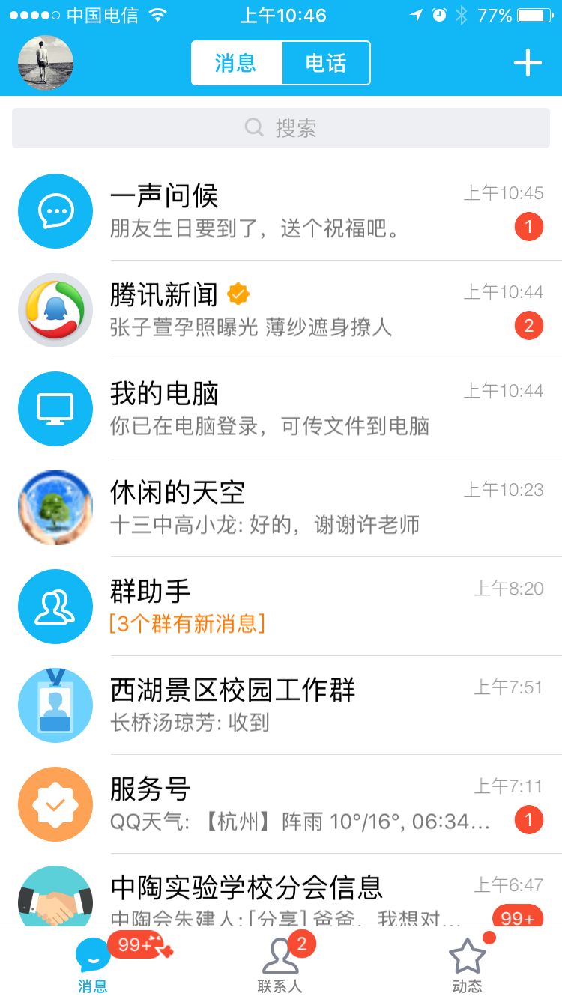 中国电信 上午10:46 77%
消息 电话
搜索
一声问候 上午10:45
朋友生日要到了，送个祝福吧。 1
腾讯新闻 上午10:44
张子萱孕照曝光 薄纱遮身撩人 2
我的电脑 上午10:44
你已在电脑登录，可传文件到电脑
休闲的天空 上午10:23
十三中高小龙: 好的，谢谢许老师
群助手 上午8:20
[3个群有新消息]
西湖景区校园工作群 上午7:51
长桥汤琼芳: 收到
服务号 上午7:11
QQ天气: 【杭州】阵雨 10°/16°, 06:34... 1
中陶实验学校分会信息 上午6:47
中陶会朱建人: [分享] 爸爸，我想对... 99+
99+ 2
消息 联系人 动态